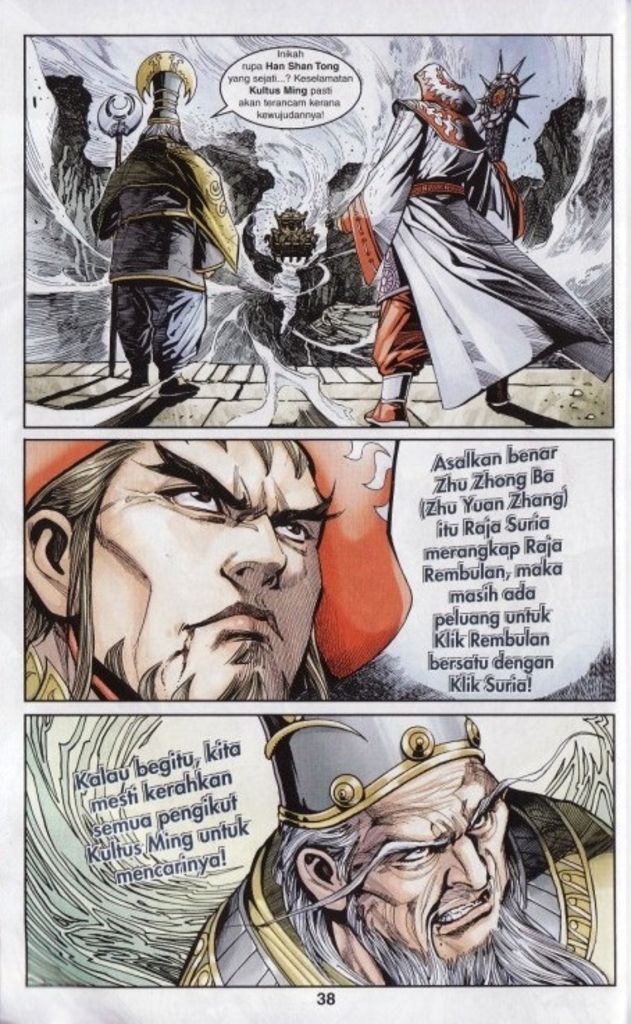 Inikah
rupa Han Shan Tong
yang sejati...? Keselamatan
Kultus Ming pasti
akan terancam kerana
kewujudannya!
Asalkan benar
Zhu Zhong Ba
(Zhu Yuan Zhang)
itu Raja Suria
merangkap Raja
Rembulan, maka
masih ada
peluang untuk
Klik Rembulan
bersatu dengan
Klik Suria!
Kalau begitu, kita
mesti kerahkan
semua pengikut
Kultus Ming untuk
mencarinya!
38